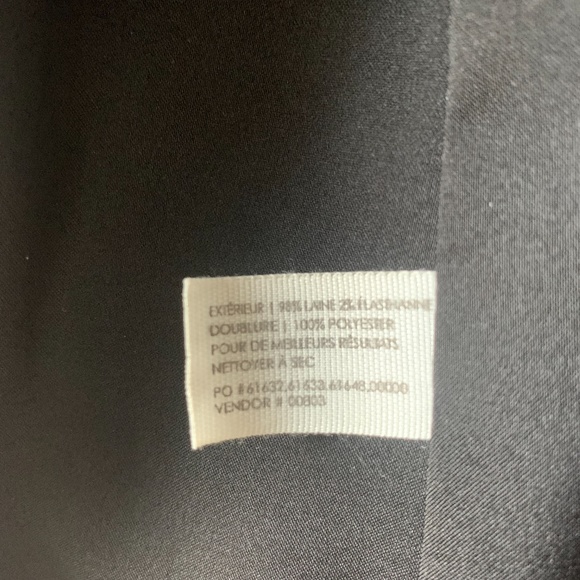 EXTÉRIEUR | 98% LAINE 2% ÉLASTHANNE
DOUBLURE | 100% POLYESTER
POUR DE MEILLEURS RÉSULTATS
NETTOYER À SEC
PO # 61632,61633,61648,00000
VENDOR # 00803